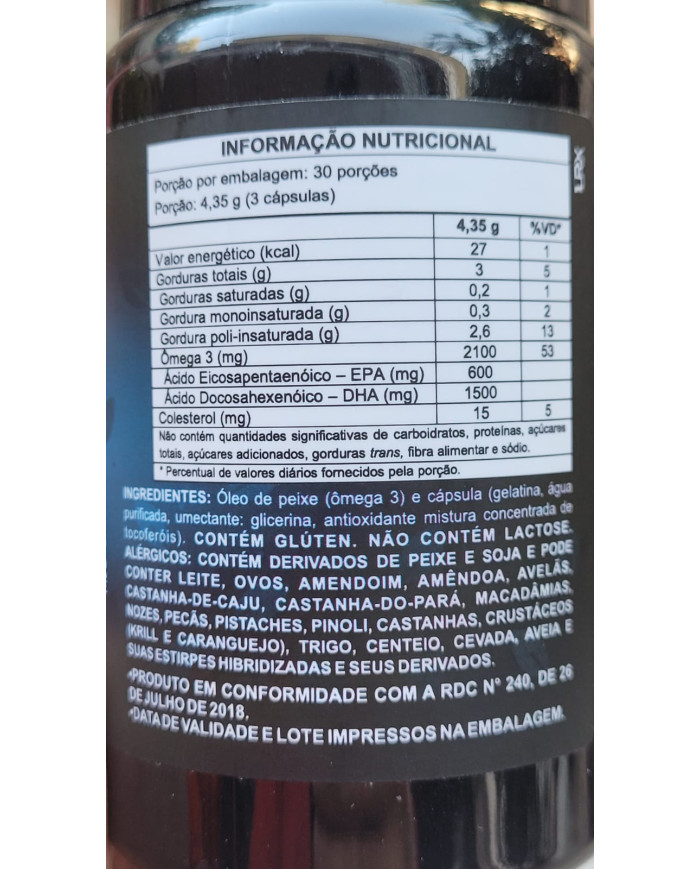 INFORMAÇÃO NUTRICIONAL
Porção por embalagem: 30 porções
Porção: 4,35 g (3 cápsulas)
4,35 g %VD*
Valor energético (kcal) 27 1
Gorduras totais (g) 3 5
Gorduras saturadas (g) 0,2 1
Gordura monoinsaturada (g) 0,3 2
Gordura poli-insaturada (g) 2,6 13
Ômega 3 (mg) 2100 53
Ácido Eicosapentaenóico – EPA (mg) 600
Ácido Docosahexenóico – DHA (mg) 1500
Colesterol (mg) 15 5
Não contém quantidades significativas de carboidratos, proteínas, açúcares
totais, açúcares adicionados, gorduras trans, fibra alimentar e sódio.
* Percentual de valores diários fornecidos pela porção.
INGREDIENTES: Óleo de peixe (ômega 3) e cápsula (gelatina, água
purificada, umectante: glicerina, antioxidante mistura concentrada de
tocoferóis). CONTÉM GLÚTEN. NÃO CONTÉM LACTOSE.
ALÉRGICOS: CONTÉM DERIVADOS DE PEIXE E SOJA E PODE
CONTER LEITE, OVOS, AMENDOIM, AMÊNDOA, AVELÃS,
CASTANHA-DE-CAJU, CASTANHA-DO-PARÁ, MACADÂMIAS,
NOZES, PECÃS, PISTACHES, PINOLI, CASTANHAS, CRUSTÁCEOS
(KRILL E CARANGUEJO), TRIGO, CENTEIO, CEVADA, AVEIA E
SUAS ESTIRPES HIBRIDIZADAS E SEUS DERIVADOS.
*PRODUTO EM CONFORMIDADE COM A RDC N° 240, DE 26
DE JULHO DE 2018.
*DATA DE VALIDADE E LOTE IMPRESSOS NA EMBALAGEM.